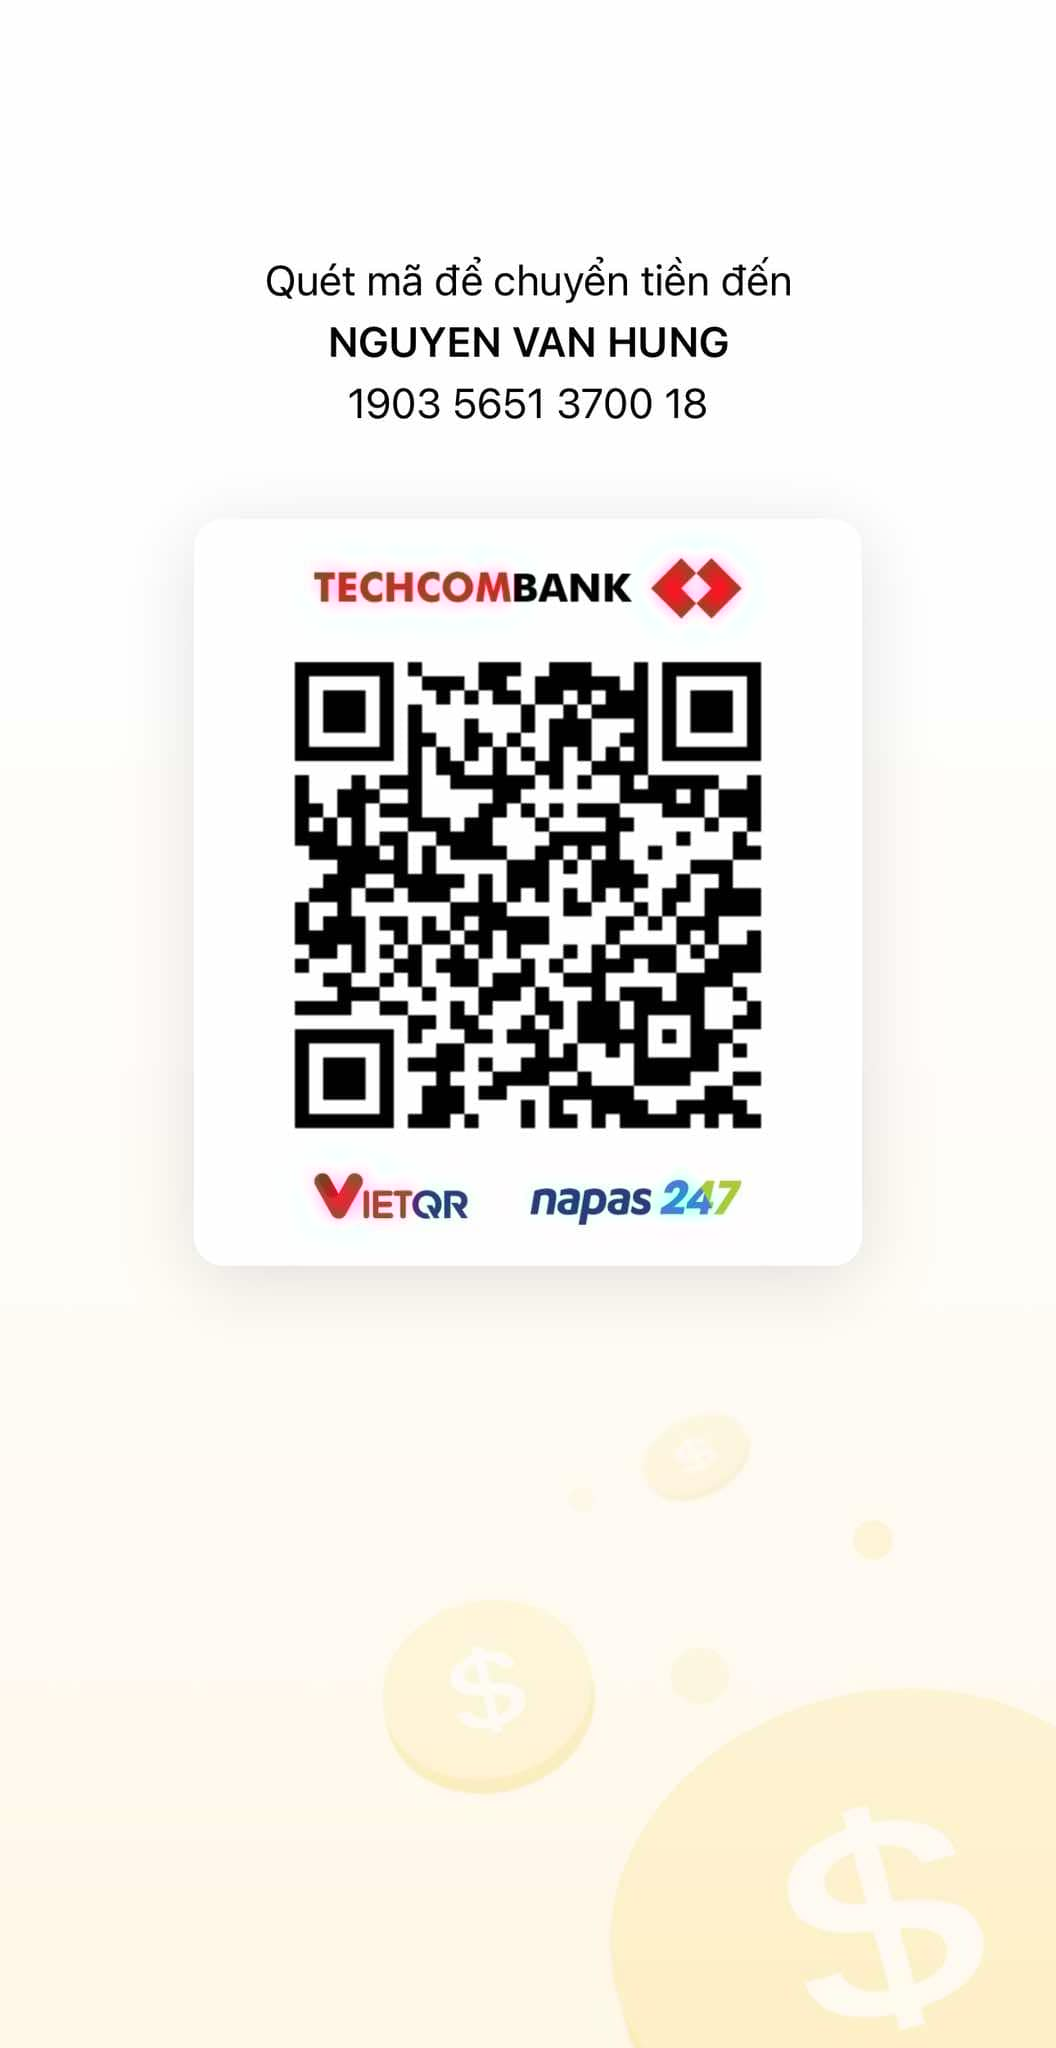 Quét mã để chuyển tiền đến
NGUYEN VAN HUNG
1903 5651 3700 18
TECHCOMBANK
VIETQR napas 247
$
$
$